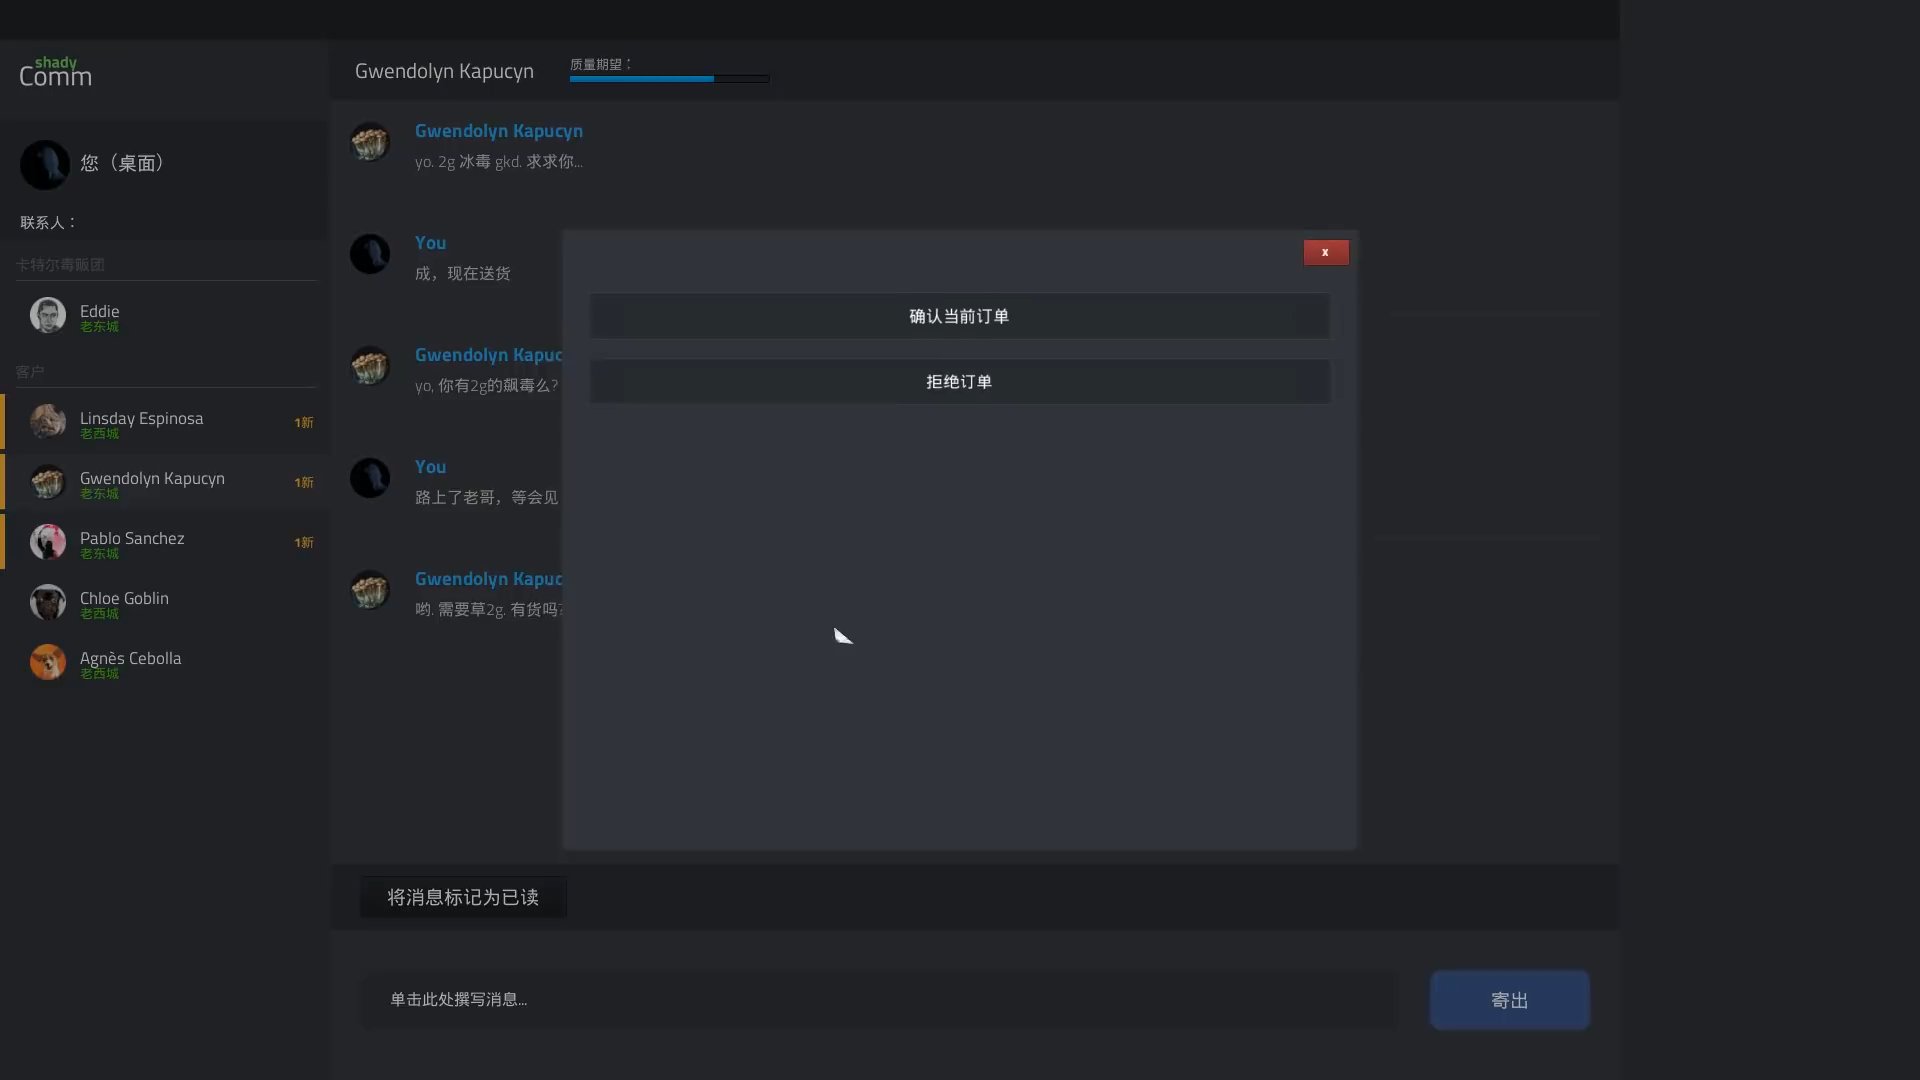 shady
Comm
您（桌面）
联系人：
卡特尔毒贩团
Eddie
老东城
客户
Linsday Espinosa
老西城
1新
Gwendolyn Kapucyn
老东城
1新
Pablo Sanchez
老东城
1新
Chloe Goblin
老西城
Agnès Cebolla
老西城
Gwendolyn Kapucyn
质量期望：
Gwendolyn Kapucyn
yo. 2g 冰毒 gkd. 求求你...
You
成，现在送货
Gwendolyn Kapuc
yo, 你有2g的飙毒么?
You
路上了老哥，等会见
Gwendolyn Kapuc
哟. 需要草2g. 有货吗?
x
确认当前订单
拒绝订单
将消息标记为已读
单击此处撰写消息...
寄出